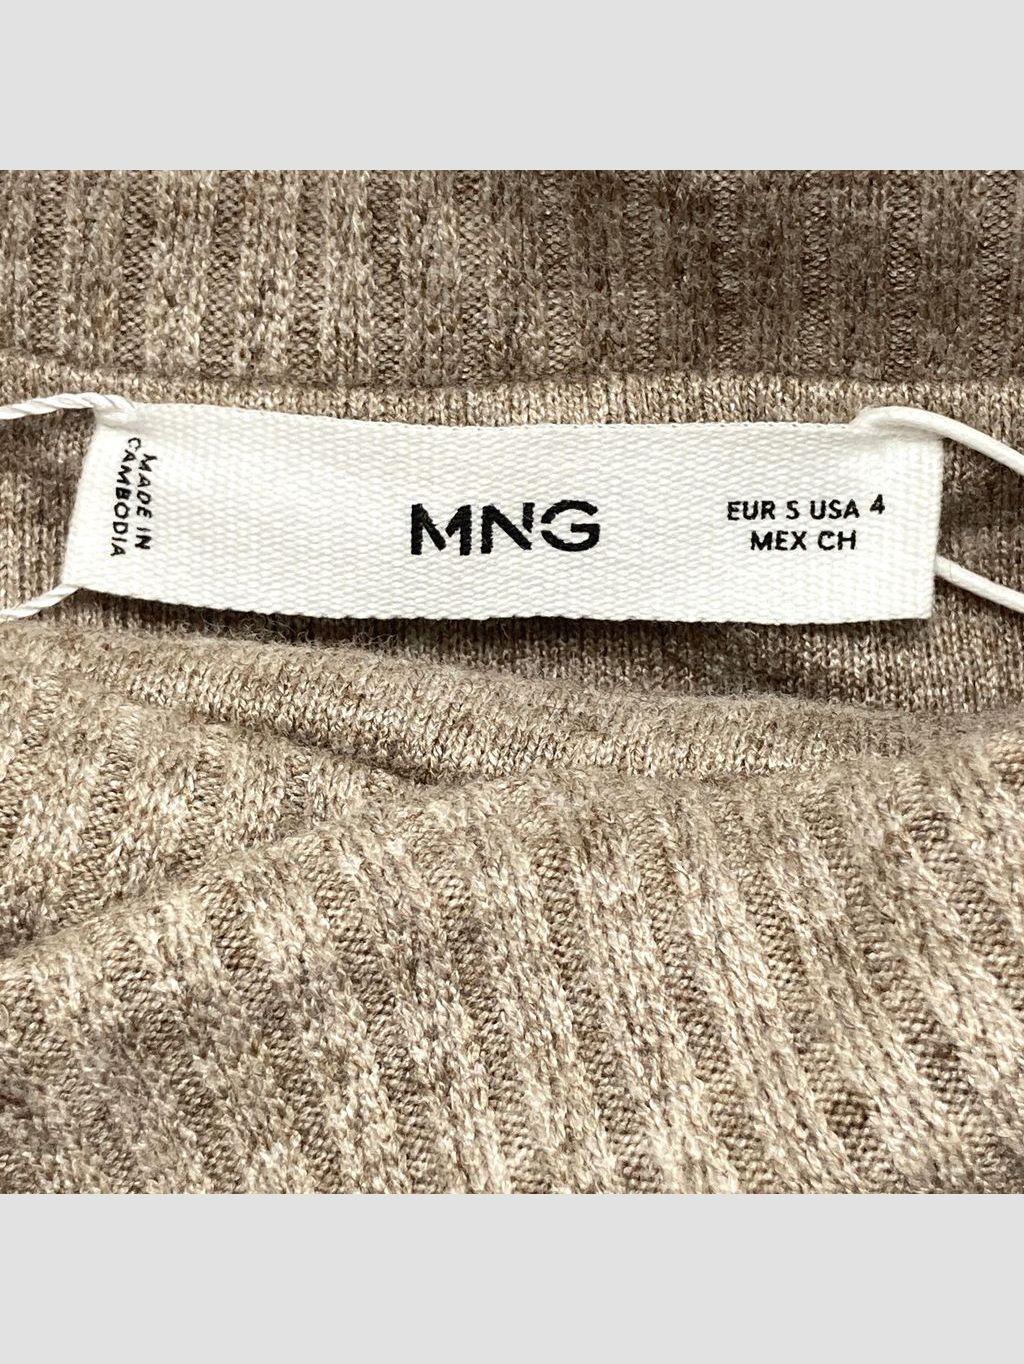 MADE IN
CAMBODIA
MNG
EUR S USA 4
MEX CH